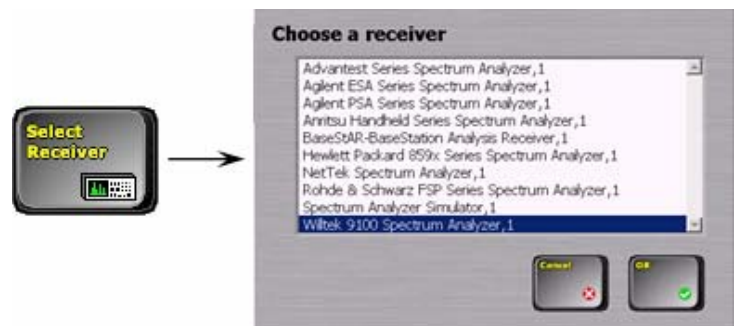 Choose a receiver
Advantest Series Spectrum Analyzer,1
Agilent ESA Series Spectrum Analyzer,1
Agilent PSA Series Spectrum Analyzer,1
Anritsu Handheld Series Spectrum Analyzer,1
BaseStAR-BaseStation Analysis Receiver,1
Hewlett Packard 859x Series Spectrum Analyzer,1
NetTek Spectrum Analyzer,1
Rohde & Schwarz FSP Series Spectrum Analyzer,1
Spectrum Analyzer Simulator,1
Willtek 9100 Spectrum Analyzer,1
Select
Receiver
Cancel
OK